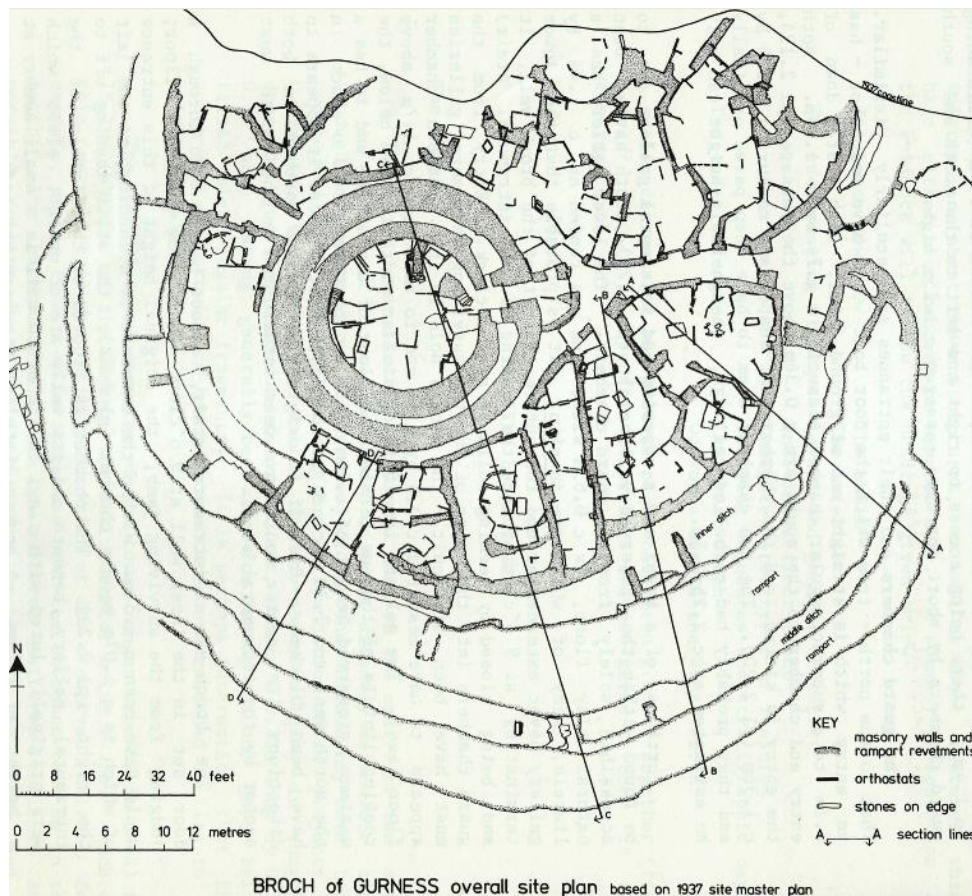 1937 coastline
C
B
A
D
inner ditch
rampart
middle ditch
rampart
A
D
B
C
N
0 8 16 24 32 40 feet
0 2 4 6 8 10 12 metres
KEY
masonry walls and
rampart revetments
orthostats
stones on edge
A A section lines
BROCH of GURNESS overall site plan based on 1937 site master plan